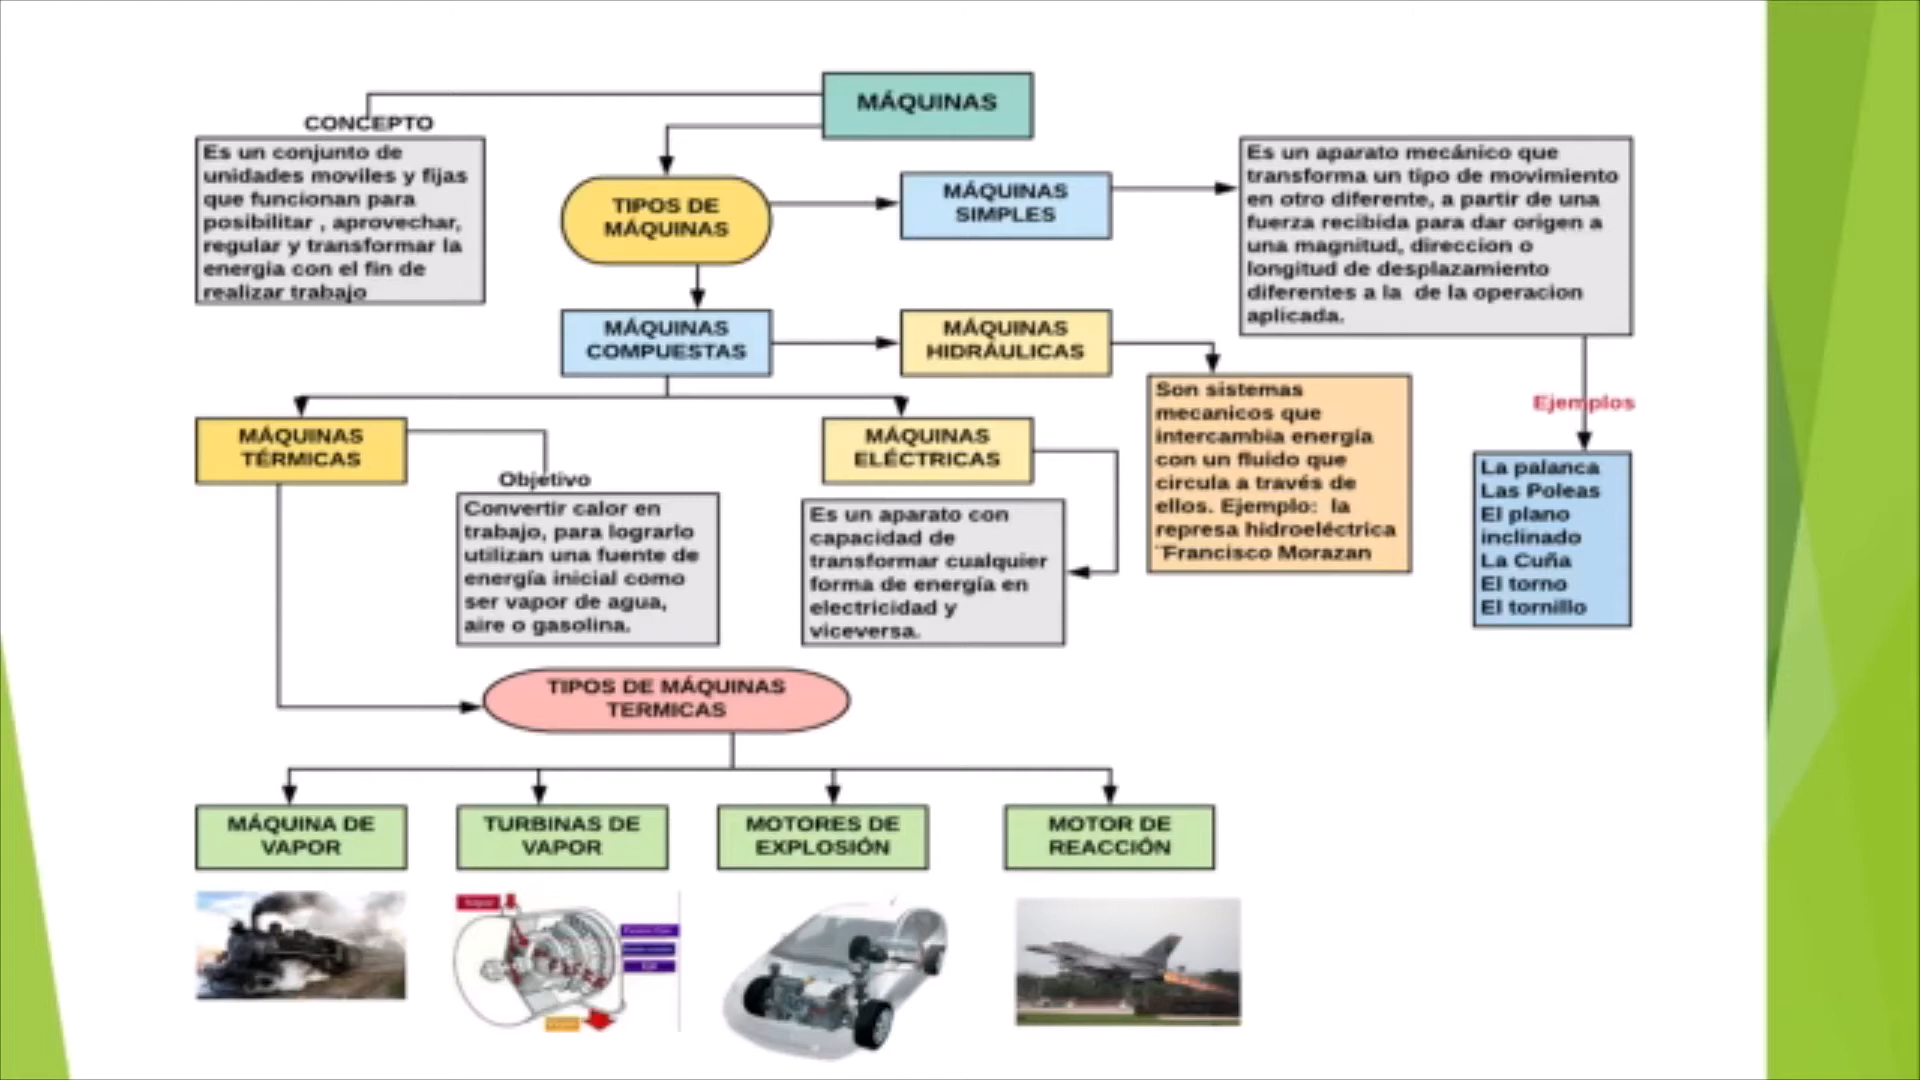 MÁQUINAS
CONCEPTO
Es un conjunto de
unidades moviles y fijas
que funcionan para
posibilitar , aprovechar,
regular y transformar la
energia con el fin de
realizar trabajo
TIPOS DE
MÁQUINAS
MÁQUINAS
SIMPLES
Es un aparato mecánico que
transforma un tipo de movimiento
en otro diferente, a partir de una
fuerza recibida para dar origen a
una magnitud, direccion o
longitud de desplazamiento
diferentes a la  de la operacion
aplicada.
MÁQUINAS
COMPUESTAS
MÁQUINAS
HIDRÁULICAS
Son sistemas
mecanicos que
intercambia energía
con un fluido que
circula a través de
ellos. Ejemplo:  la
represa hidroeléctrica
¨Francisco Morazan
Ejemplos
La palanca
Las Poleas
El plano
inclinado
La Cuña
El torno
El tornillo
MÁQUINAS
TÉRMICAS
Objetivo
Convertir calor en
trabajo, para lograrlo
utilizan una fuente de
energía inicial como
ser vapor de agua,
aire o gasolina.
MÁQUINAS
ELÉCTRICAS
Es un aparato con
capacidad de
transformar cualquier
forma de energía en
electricidad y
viceversa.
TIPOS DE MÁQUINAS
TERMICAS
MÁQUINA DE
VAPOR
TURBINAS DE
VAPOR
MOTORES DE
EXPLOSIÓN
MOTOR DE
REACCIÓN